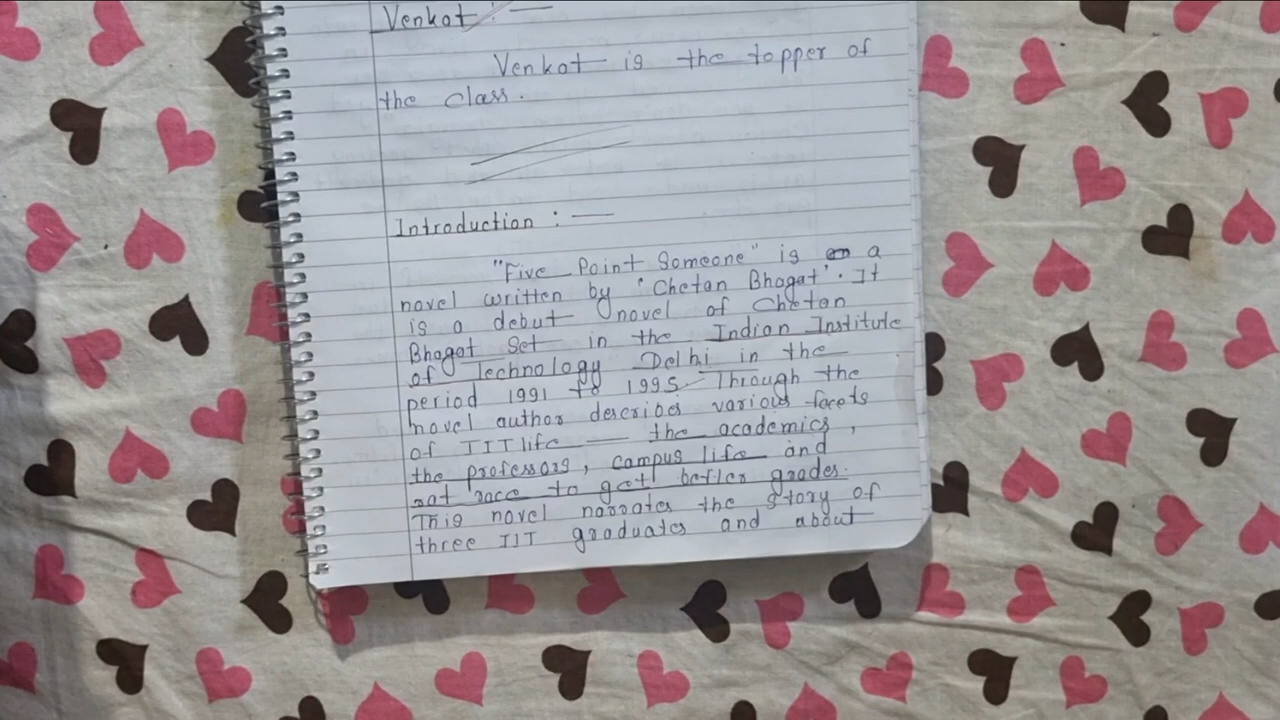 Venkat : —
Venkat is the topper of
the class.
Introduction : —
"Five Point Someone" is a
novel written by 'Chetan Bhagat'. It
is a debut novel of Chetan
Bhagat Set in the Indian Institute
of Technology Delhi in the
period 1991 to 1995. Through the
novel author describes various facets
of IIT life — the academics,
the professors, campus life and
rat race to get better grades.
This novel narrates the story of
three IIT graduates and about